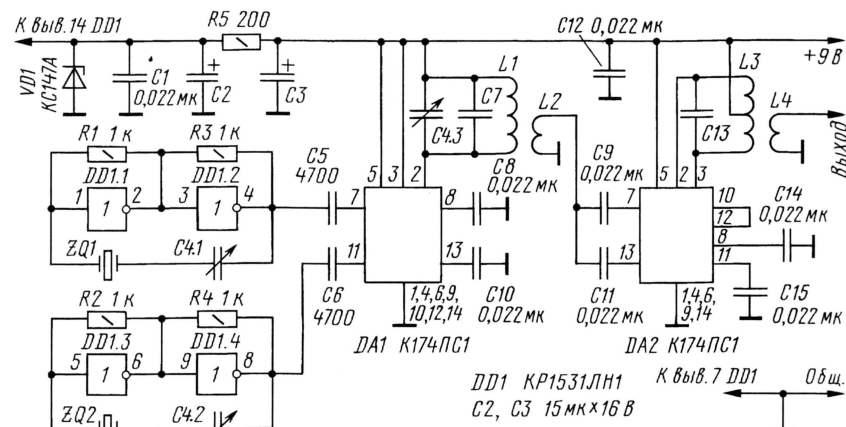 К выв.14 DD1
R5 200
C12 0,022 мк
+9 В
VD1
КС147А
C1
0,022 мк
C2
C3
L1
C7
C4.3
L2
L3
C13
L4
Выход
R1 1 к
R3 1 к
DD1.1
DD1.2
1
1
2
3
1
4
ZQ1
C4.1
C5
4700
5
3
2
7
11
8
13
C8
0,022 мк
C9
0,022 мк
5
2
3
7
13
10
12
8
11
C14
0,022 мк
C6
4700
1,4,6,9,
10,12,14
C10
0,022 мк
C11
0,022 мк
1,4,6,
9,14
C15
0,022 мк
R2 1 к
R4 1 к
DD1.3
DD1.4
5
1
6
9
1
8
ZQ2
C4.2
DA1 К174ПС1
DA2 К174ПС1
DD1 КР1531ЛН1
C2, C3 15 мк × 16 В
К выв.7 DD1
Общ.